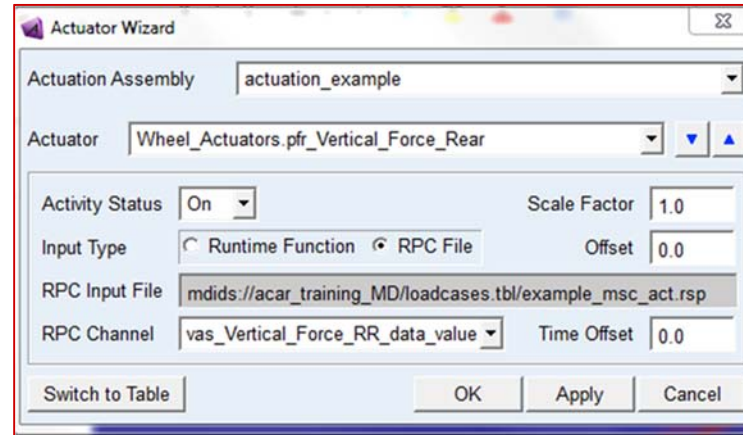 Actuator Wizard
Actuation Assembly actuation_example
Actuator Wheel_Actuators.pfr_Vertical_Force_Rear
Activity Status On Scale Factor 1.0
Input Type Runtime Function RPC File Offset 0.0
RPC Input File mdids://acar_training_MD/loadcases.tbl/example_msc_act.rsp
RPC Channel vas_Vertical_Force_RR_data_value Time Offset 0.0
Switch to Table OK Apply Cancel